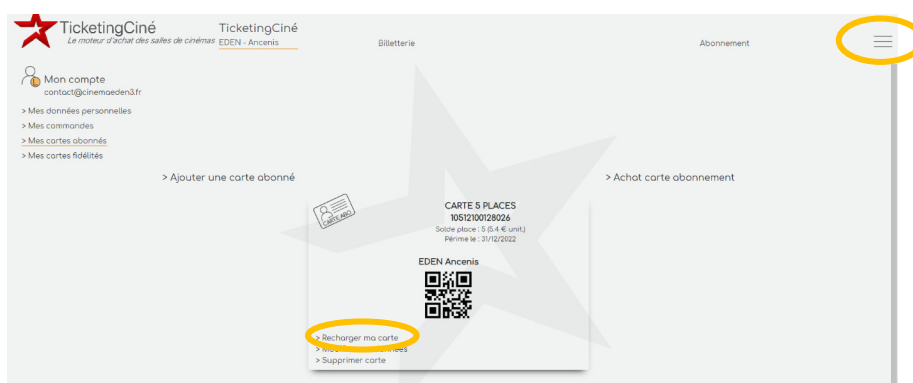 TicketingCiné
Le moteur d'achat des salles de cinémas
TicketingCiné
EDEN - Ancenis
Billetterie
Abonnement
Mon compte
contact@cinemaeden3.fr
> Mes données personnelles
> Mes commandes
> Mes cartes abonnés
> Mes cartes fidélités
> Ajouter une carte abonné
> Achat carte abonnement
CARTE ABO
CARTE 5 PLACES
10512100128026
Solde place : 5 (5.4 € unit.)
Périme le : 31/12/2022
EDEN Ancenis
> Recharger ma carte
> Supprimer carte